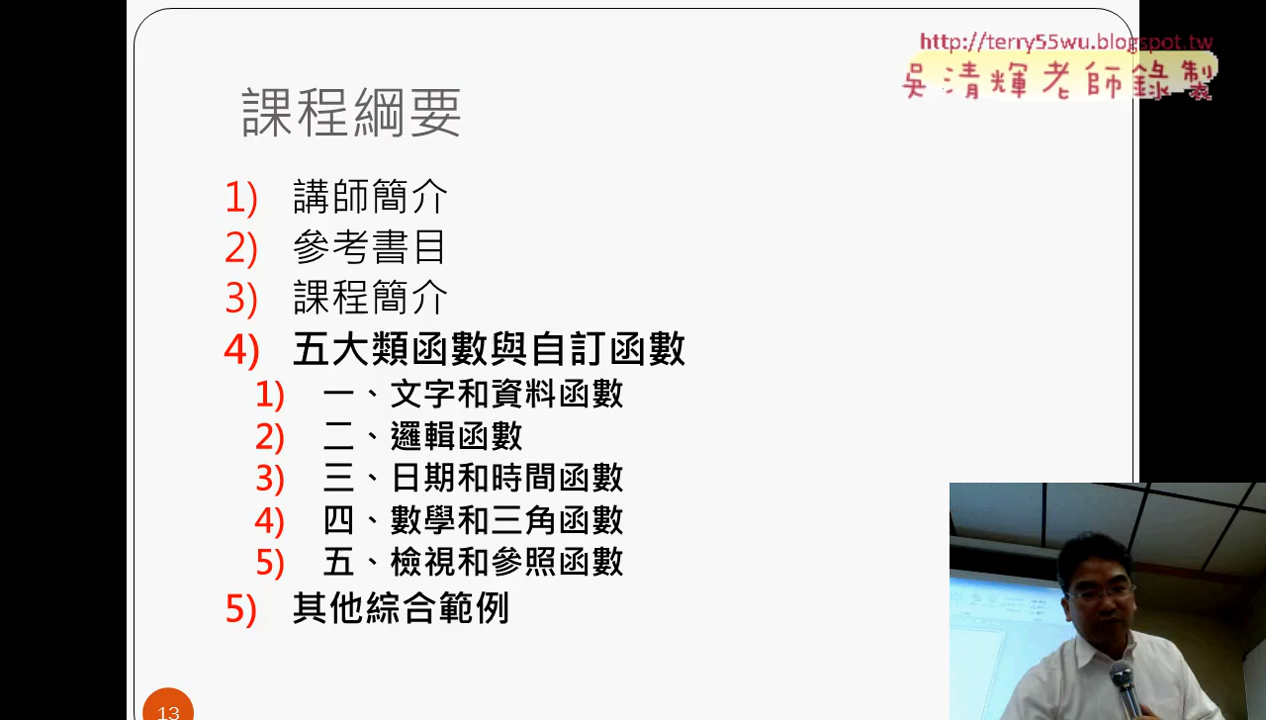 http://terry55wu.blogspot.tw
吳清輝老師錄製
課程綱要
1) 講師簡介
2) 參考書目
3) 課程簡介
4) 五大類函數與自訂函數
1) 一、文字和資料函數
2) 二、邏輯函數
3) 三、日期和時間函數
4) 四、數學和三角函數
5) 五、檢視和參照函數
5) 其他綜合範例
13